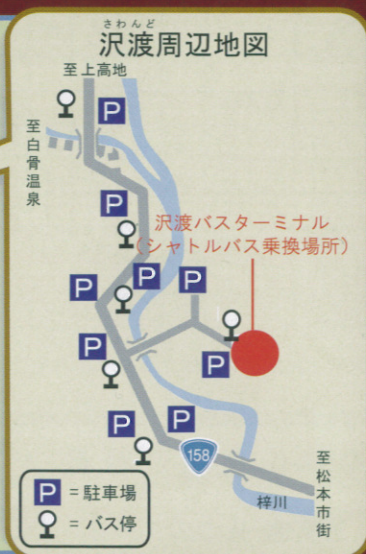 さわんど
沢渡周辺地図
至上高地
至白骨温泉
P
P
沢渡バスターミナル
(シャトルバス乗換場所)
P
P
P
P
P
P
P
158
至松本市街
梓川
P =駐車場
=バス停